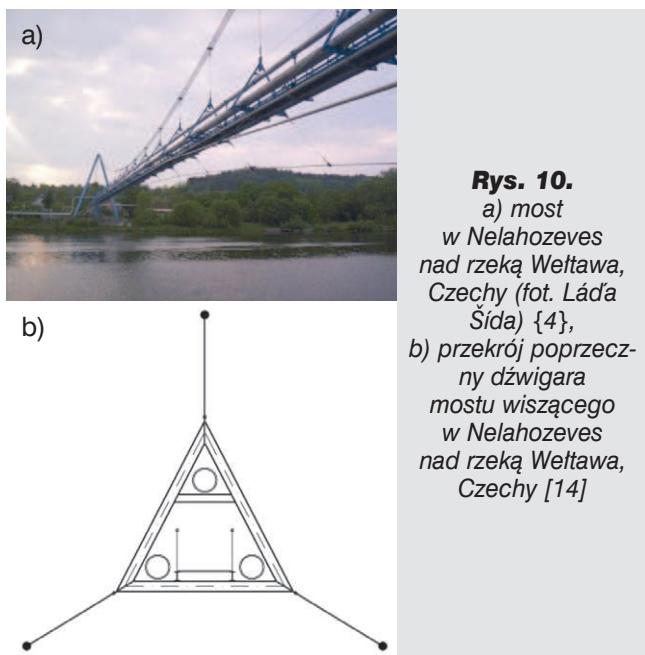 a)
b)
Rys. 10.
a) most
w Nelahozeves
nad rzeką Wełtawa,
Czechy (fot. Láďa
Šída) {4},
b) przekrój poprzecz-
ny dźwigara
mostu wiszącego
w Nelahozeves
nad rzeką Wełtawa,
Czechy [14]